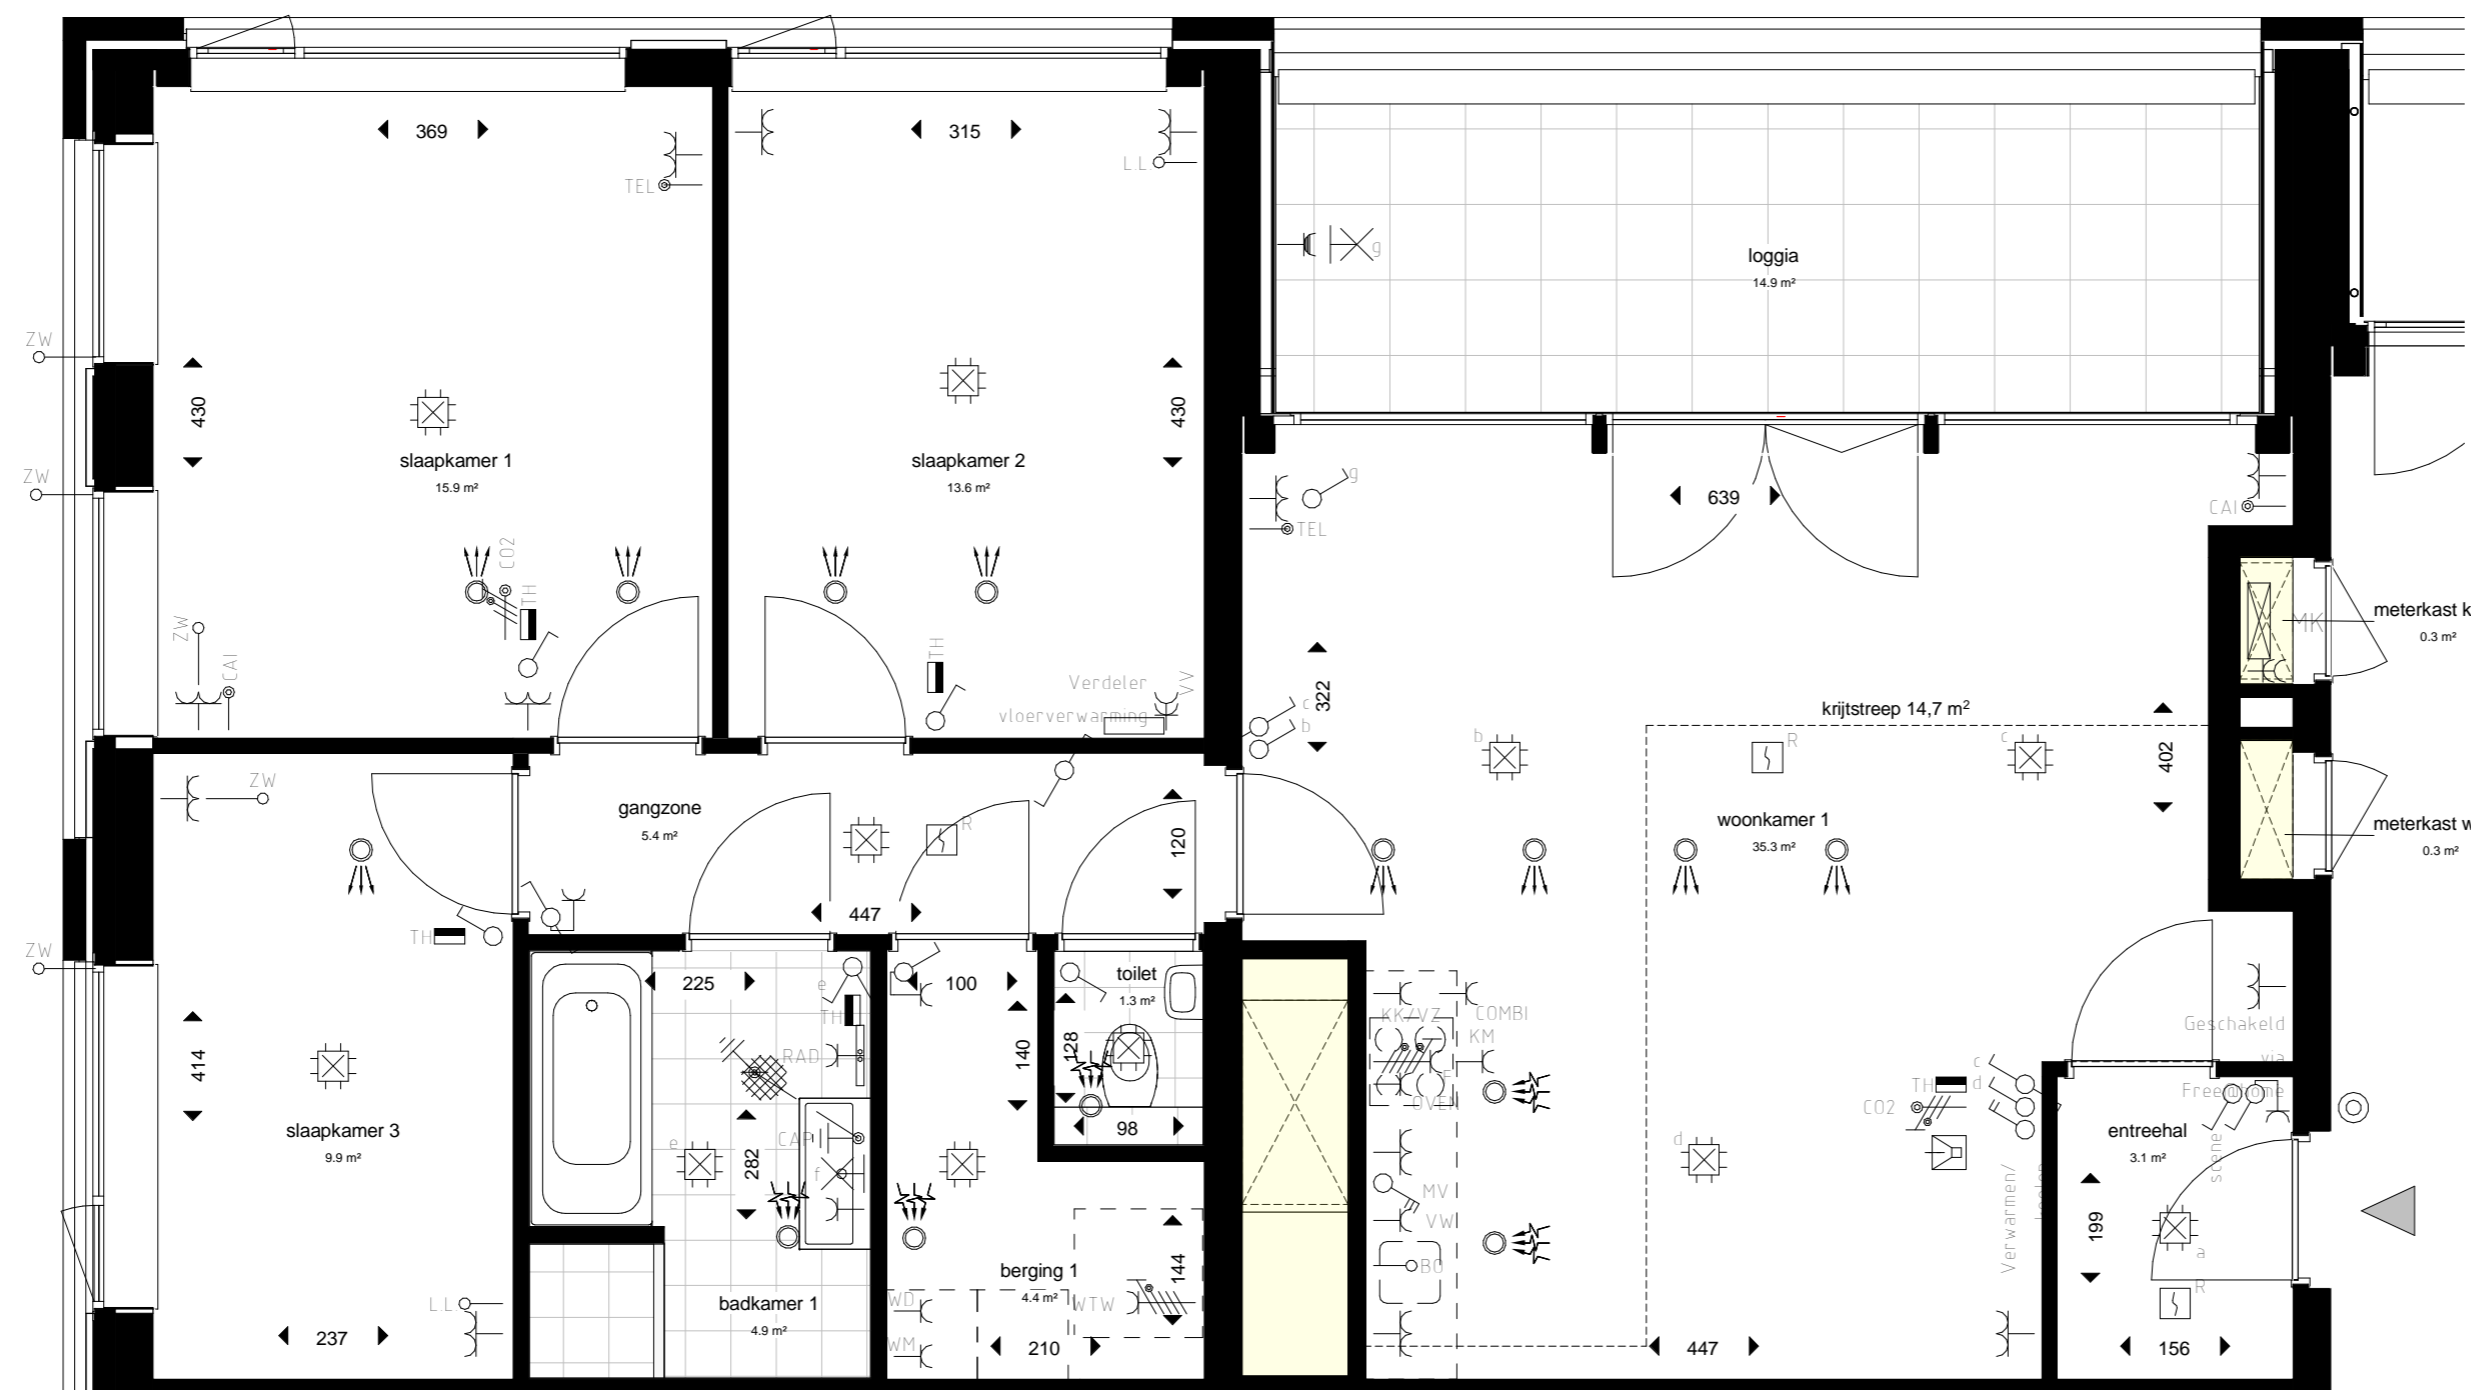 369
315
TEL
L.L.
g
loggia
14.9 m²
ZW
430
430
slaapkamer 1
15.9 m²
slaapkamer 2
13.6 m²
ZW
g
639
TEL
CAI
CO2
TH
meterkast k
0.3 m²
MK
ZW
CAI
TH
Verdeler
vloerverwarming
VV
c
b
322
krijtstreep 14,7 m²
402
b
R
c
ZW
gangzone
5.4 m²
R
120
woonkamer 1
35.3 m²
meterkast w
0.3 m²
447
TH
ZW
225
e
TH
100
toilet
1.3 m²
KK/VZ
COMBI
KM
Geschakeld
via
Free@home
scene
414
RAD
140
128
OVEN
c
TH
d
CO2
slaapkamer 3
9.9 m²
e
CAP
282
f
98
d
entreehal
3.1 m²
MV
VW
Verwarmen/
199
a
berging 1
4.4 m²
144
BO
L.L
badkamer 1
4.9 m²
WD
WTW
R
237
WM
210
447
156